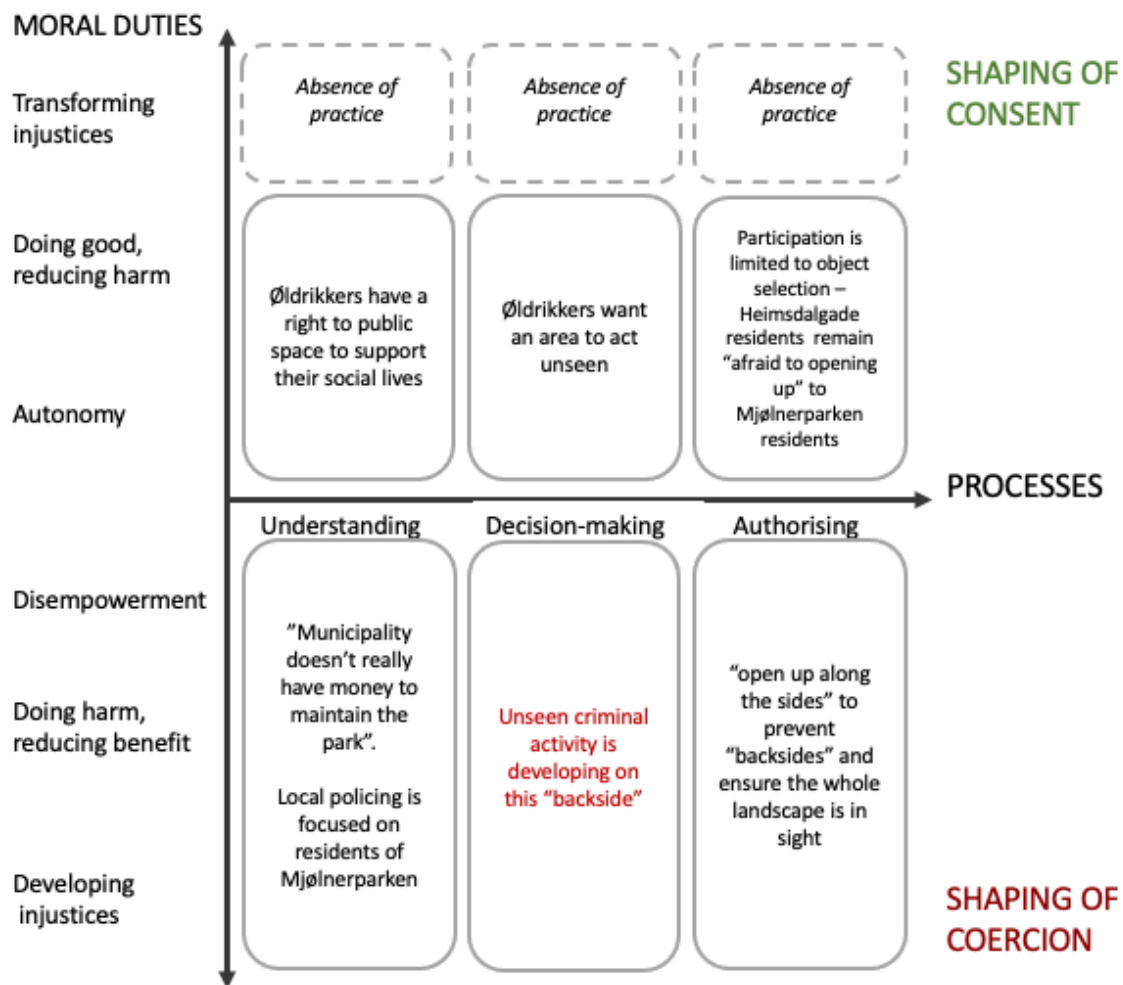 MORAL DUTIES
Transforming
injustices
Absence of
practice
Absence of
practice
Absence of
practice
SHAPING OF
CONSENT
Doing good,
reducing harm
Autonomy
Øldrikkers have a
right to public
space to support
their social lives
Øldrikkers want
an area to act
unseen
Participation is
limited to object
selection –
Heimsdalgade
residents remain
“afraid to opening
up” to
Mjølnerparken
residents
PROCESSES
Understanding
Decision-making
Authorising
Disempowerment
Doing harm,
reducing benefit
Developing
injustices
”Municipality
doesn’t really
have money to
maintain the
park”.
Local policing is
focused on
residents of
Mjølnerparken
Unseen criminal
activity is
developing on
this “backside”
“open up along
the sides” to
prevent
“backsides” and
ensure the whole
landscape is in
sight
SHAPING OF
COERCION